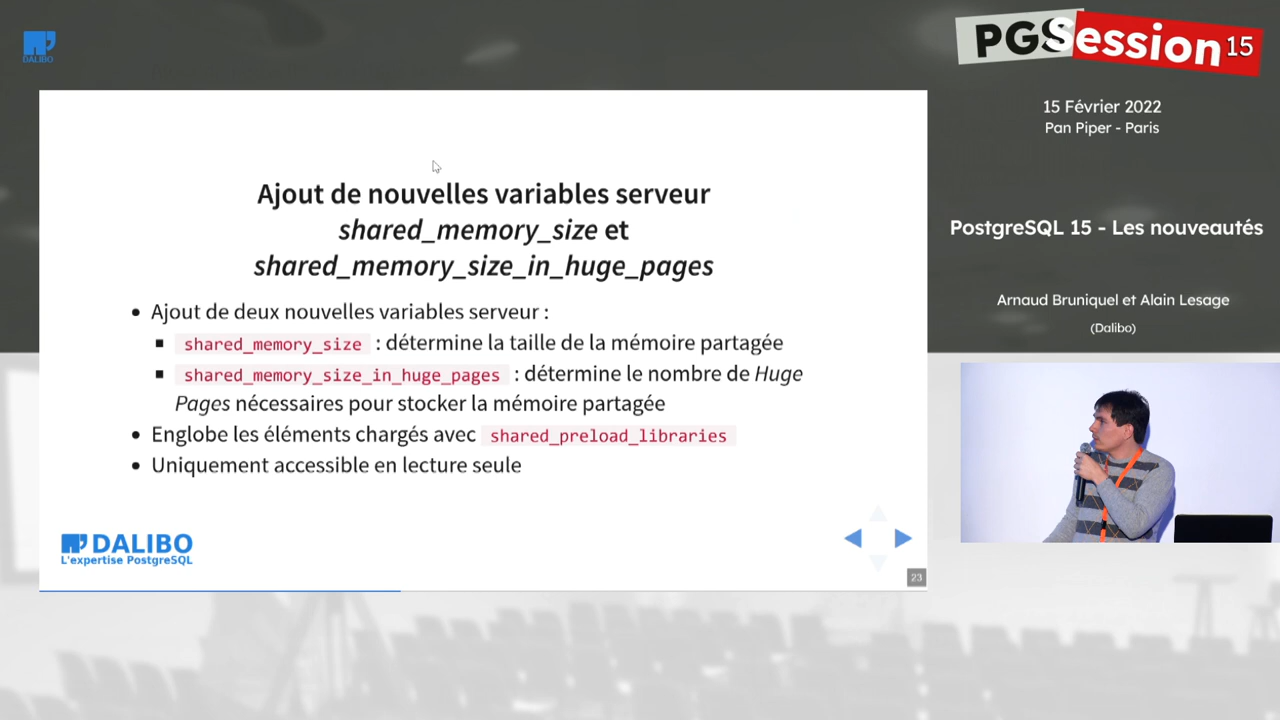 DALIBO
PGSession 15
15 Février 2022
Pan Piper - Paris
PostgreSQL 15 - Les nouveautés
Arnaud Bruniquel et Alain Lesage
(Dalibo)
Ajout de nouvelles variables serveur
shared_memory_size et
shared_memory_size_in_huge_pages
• Ajout de deux nouvelles variables serveur :
▪ shared_memory_size : détermine la taille de la mémoire partagée
▪ shared_memory_size_in_huge_pages : détermine le nombre de Huge
Pages nécessaires pour stocker la mémoire partagée
• Englobe les éléments chargés avec shared_preload_libraries
• Uniquement accessible en lecture seule
DALIBO
L'expertise PostgreSQL
23